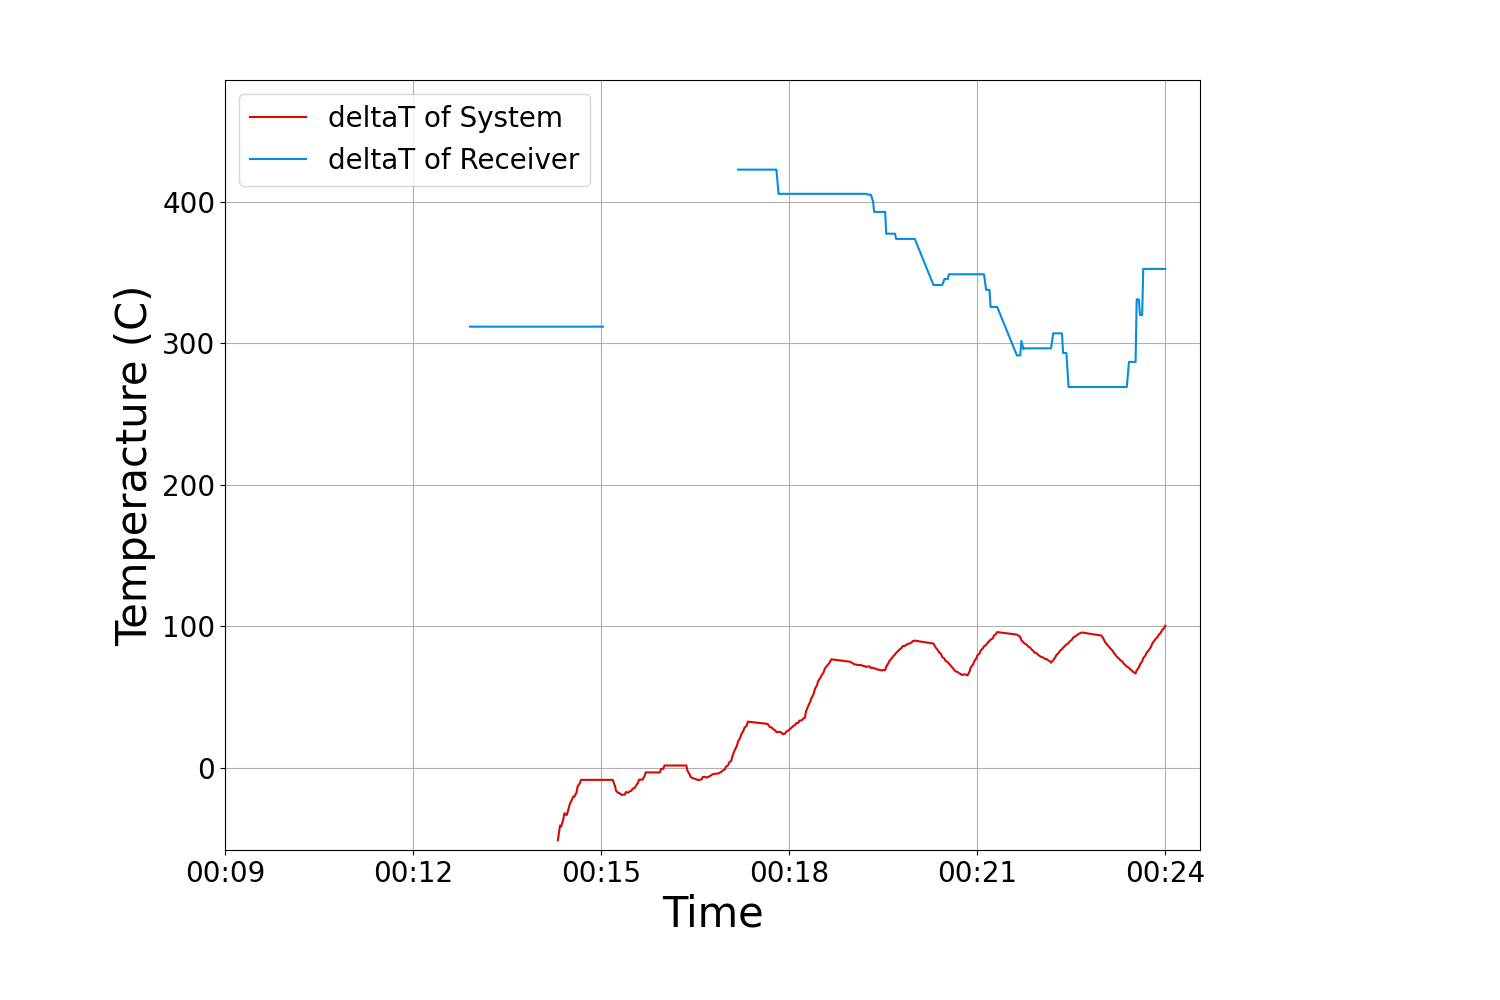 deltaT of System
deltaT of Receiver
400
300
200
100
0
Temperacture (C)
00:09 00:12 00:15 00:18 00:21 00:24
Time